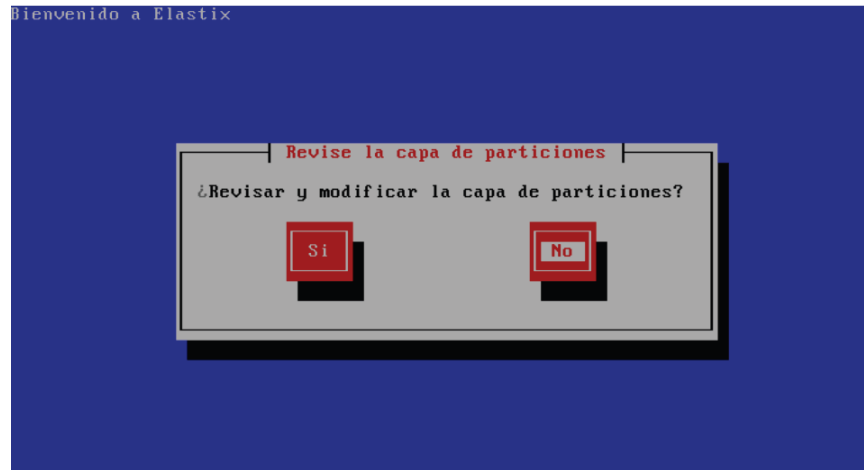 Bienvenido a Elastix
Revise la capa de particiones
¿Revisar y modificar la capa de particiones?
Si
No